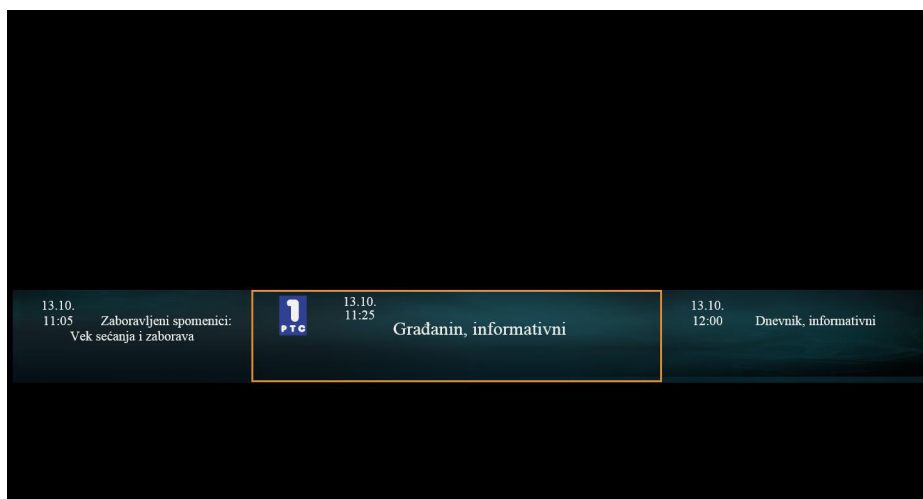 13.10.
11:05 Zaboravljeni spomenici:
Vek sećanja i zaborava
1
РТС
13.10.
11:25
Građanin, informativni
13.10.
12:00 Dnevnik, informativni